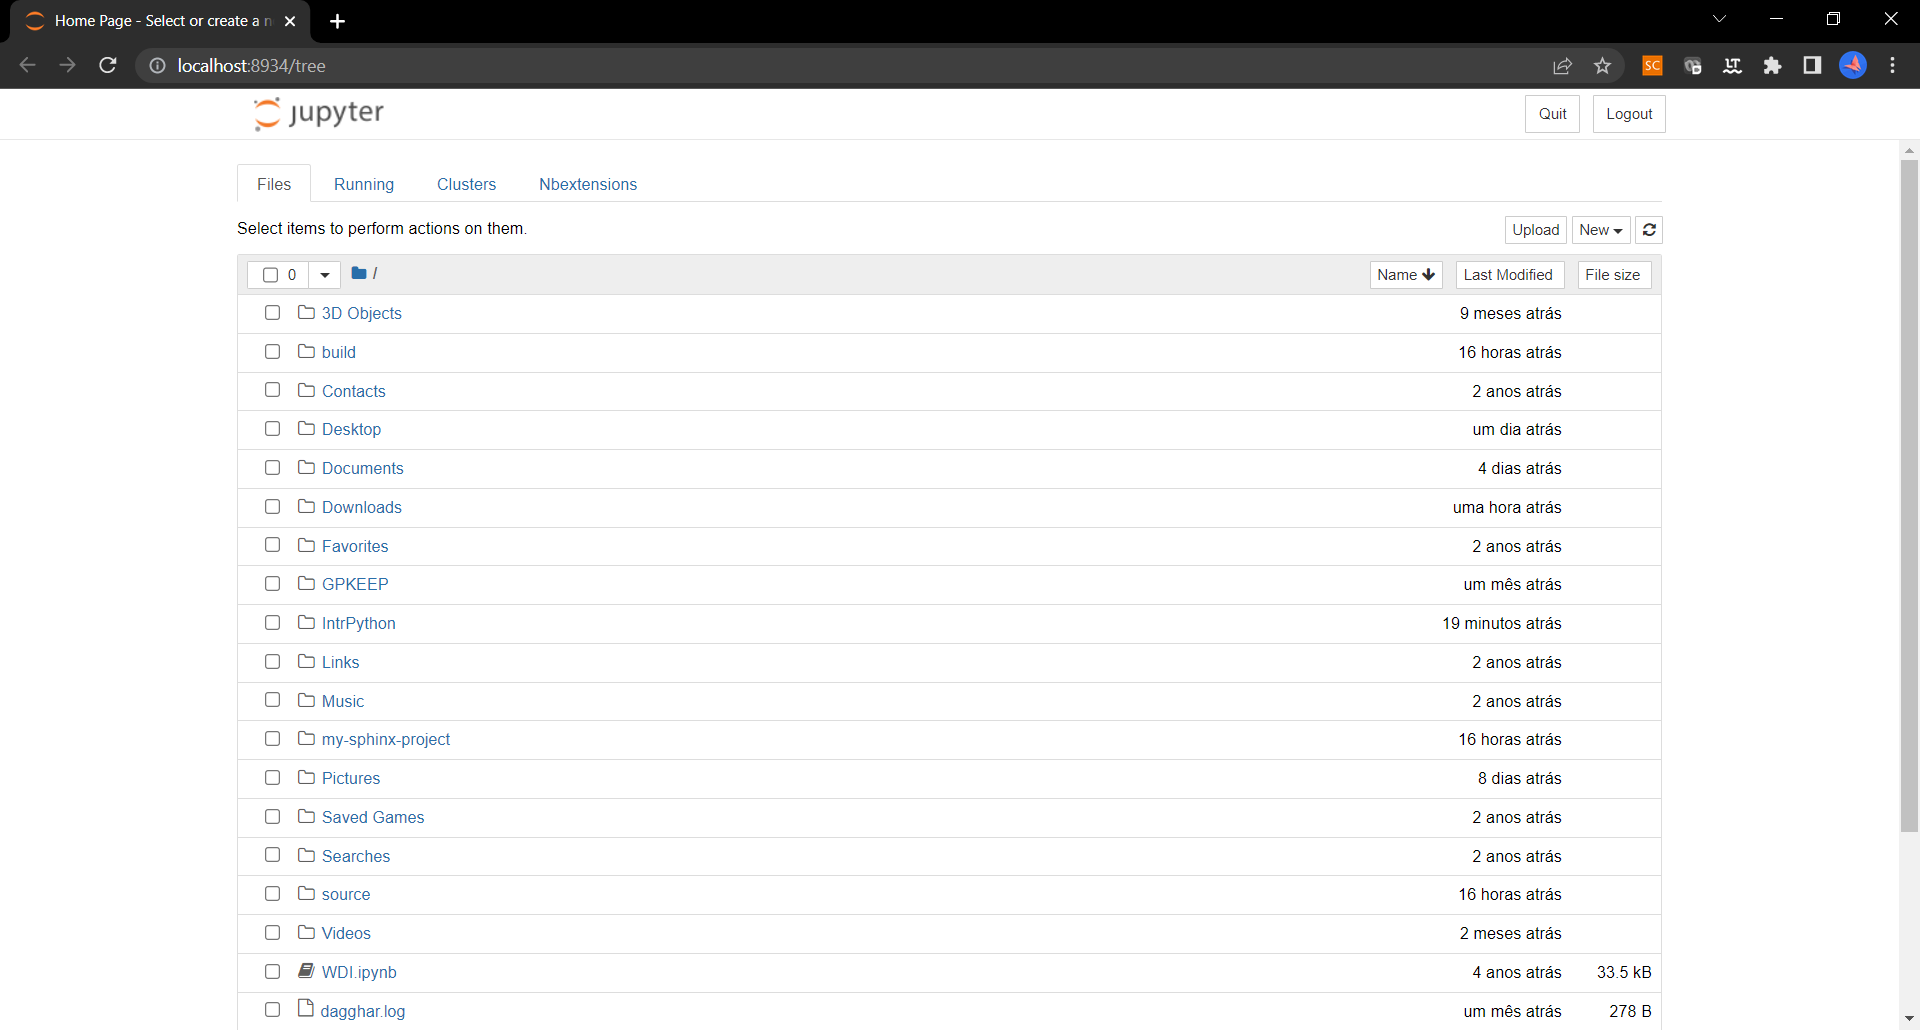 Home Page - Select or create a n
localhost:8934/tree
SC
jupyter
Quit
Logout
Files
Running
Clusters
Nbextensions
Select items to perform actions on them.
Upload
New
0
/
Name
Last Modified
File size
3D Objects 9 meses atrás
build 16 horas atrás
Contacts 2 anos atrás
Desktop um dia atrás
Documents 4 dias atrás
Downloads uma hora atrás
Favorites 2 anos atrás
GPKEEP um mês atrás
IntrPython 19 minutos atrás
Links 2 anos atrás
Music 2 anos atrás
my-sphinx-project 16 horas atrás
Pictures 8 dias atrás
Saved Games 2 anos atrás
Searches 2 anos atrás
source 16 horas atrás
Videos 2 meses atrás
WDI.ipynb 4 anos atrás 33.5 kB
dagghar.log um mês atrás 278 B